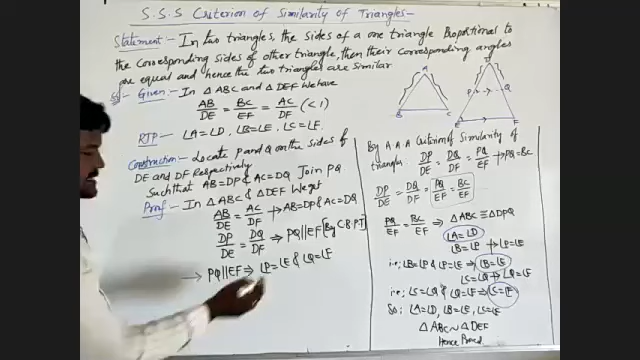 S.S.S Criterion of Similarity of Triangles-
Statement:- In two triangles, the sides of a one triangle Proportional to
the corresponding sides of other triangle, then their corresponding angles
are equal and hence the two triangles are similar
Given:- In △ABC and △DEF We have
AB/DE = BC/EF = AC/DF (<1)
RTP:- ∠A=∠D, ∠B=∠E, ∠C=∠F.
Construction:- Locate P and Q on the sides of
DE and DF Respectively
Such that AB=DP & AC=DQ Join PQ.
Proof:- In △ABC & △DEF We get
AB/DE = AC/DF → AB=DP & AC=DQ
DP/DE = DQ/DF ⇒ PQ||EF [By C.B.P.T]
→ PQ||EF ⇒ ∠P=∠E & ∠Q=∠F
A
B C
D
P Q
E F
By A.A.A Criterion of Similarity of
triangles. DP/DE = DQ/DF = PQ/EF → PQ=BC
DP/DE = DQ/DF = PQ/EF = BC/EF
PQ/EF = BC/EF ⇒ △ABC ≅ △DPQ
∠A=∠D
∠B=∠P → ∠P=∠E
i.e; ∠B=∠P & ∠P=∠E ⇒ ∠B=∠E
∠C=∠Q → ∠Q=∠F
i.e; ∠C=∠Q & ∠Q=∠F ⇒ ∠C=∠F
So; ∠A=∠D, ∠B=∠E, ∠C=∠F
△ABC ~ △DEF
Hence Proved